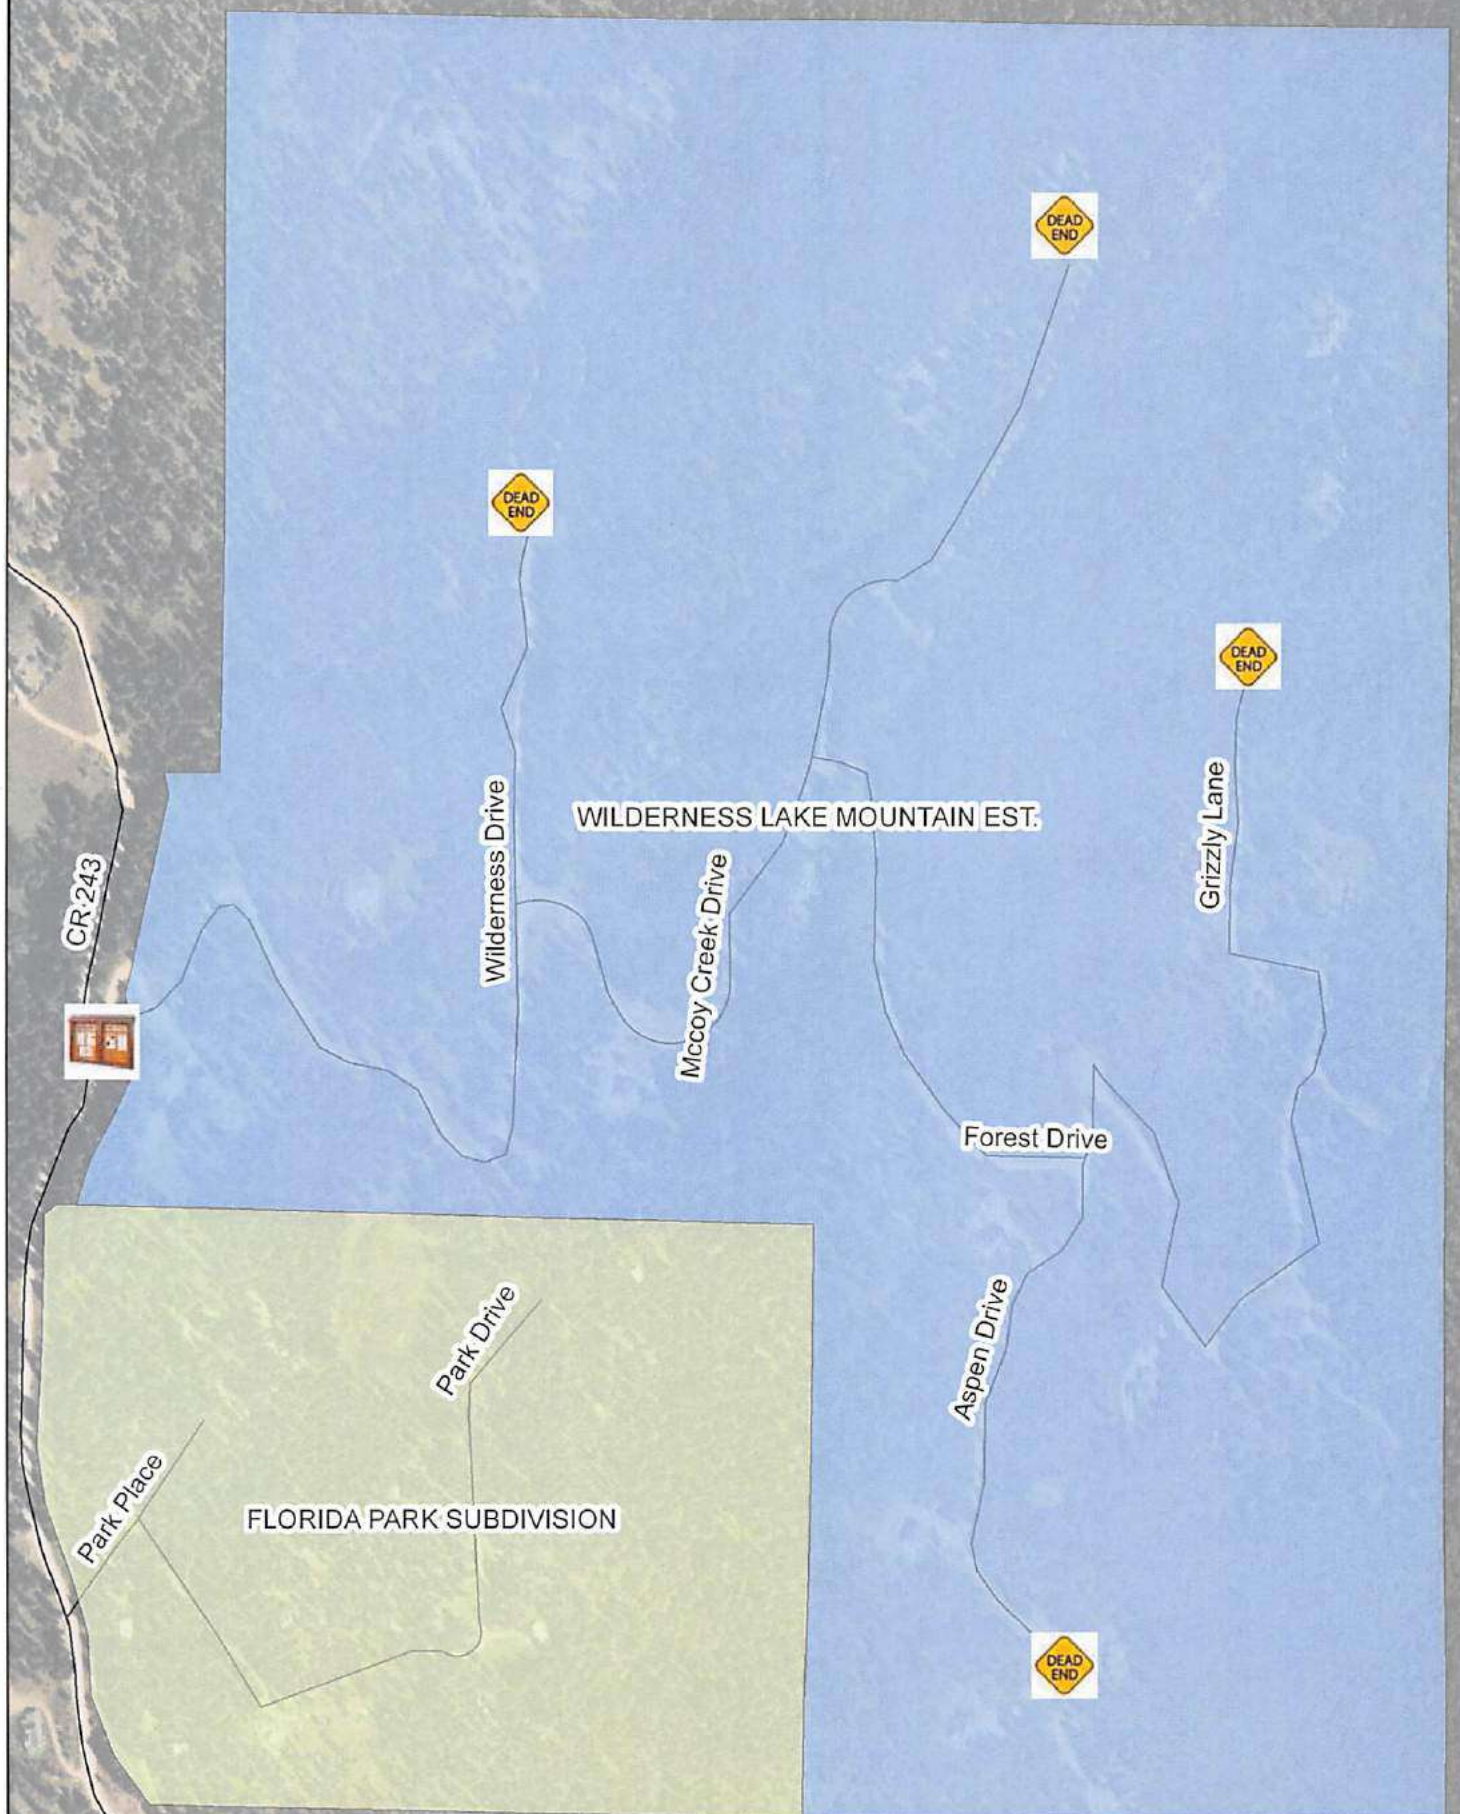 DEAD
END
DEAD
END
DEAD
END
Wilderness Drive
WILDERNESS LAKE MOUNTAIN EST.
Grizzly Lane
CR 243
Mccoy Creek Drive
Forest Drive
Aspen Drive
Park Drive
Park Place
FLORIDA PARK SUBDIVISION
DEAD
END